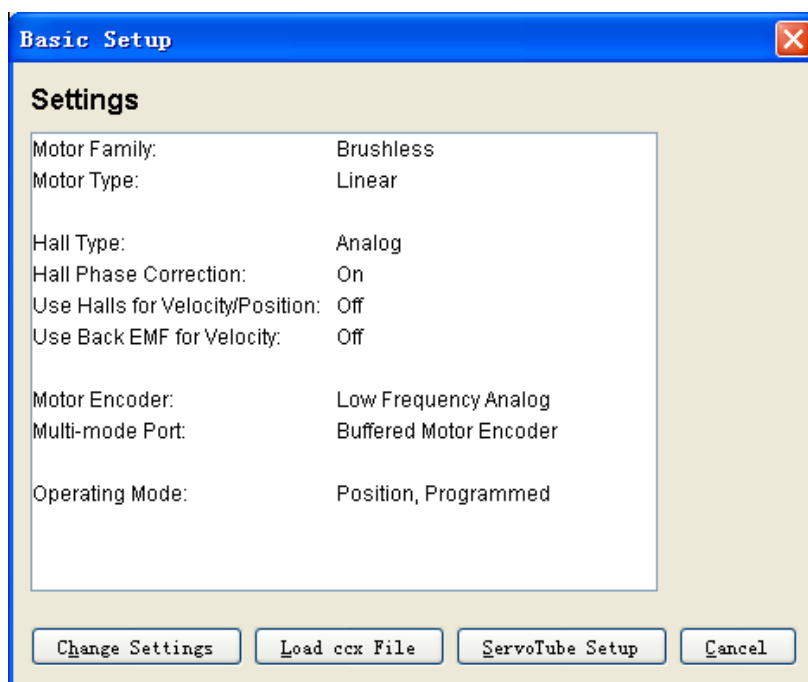 Basic Setup
Settings
Motor Family: Brushless
Motor Type: Linear
Hall Type: Analog
Hall Phase Correction: On
Use Halls for Velocity/Position: Off
Use Back EMF for Velocity: Off
Motor Encoder: Low Frequency Analog
Multi-mode Port: Buffered Motor Encoder
Operating Mode: Position, Programmed
Change Settings Load ccx File ServoTube Setup Cancel